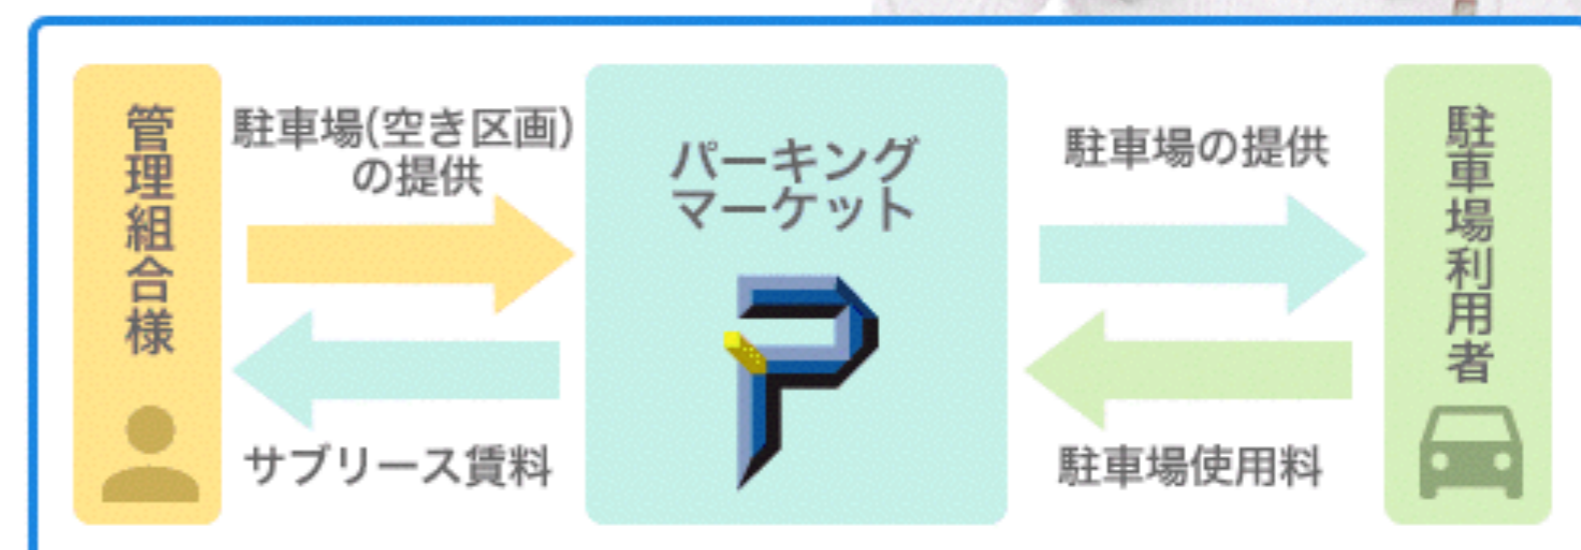 管理組合様
駐車場(空き区画)
の提供
サブリース賃料
パーキング
マーケット
駐車場の提供
駐車場使用料
駐車場利用者